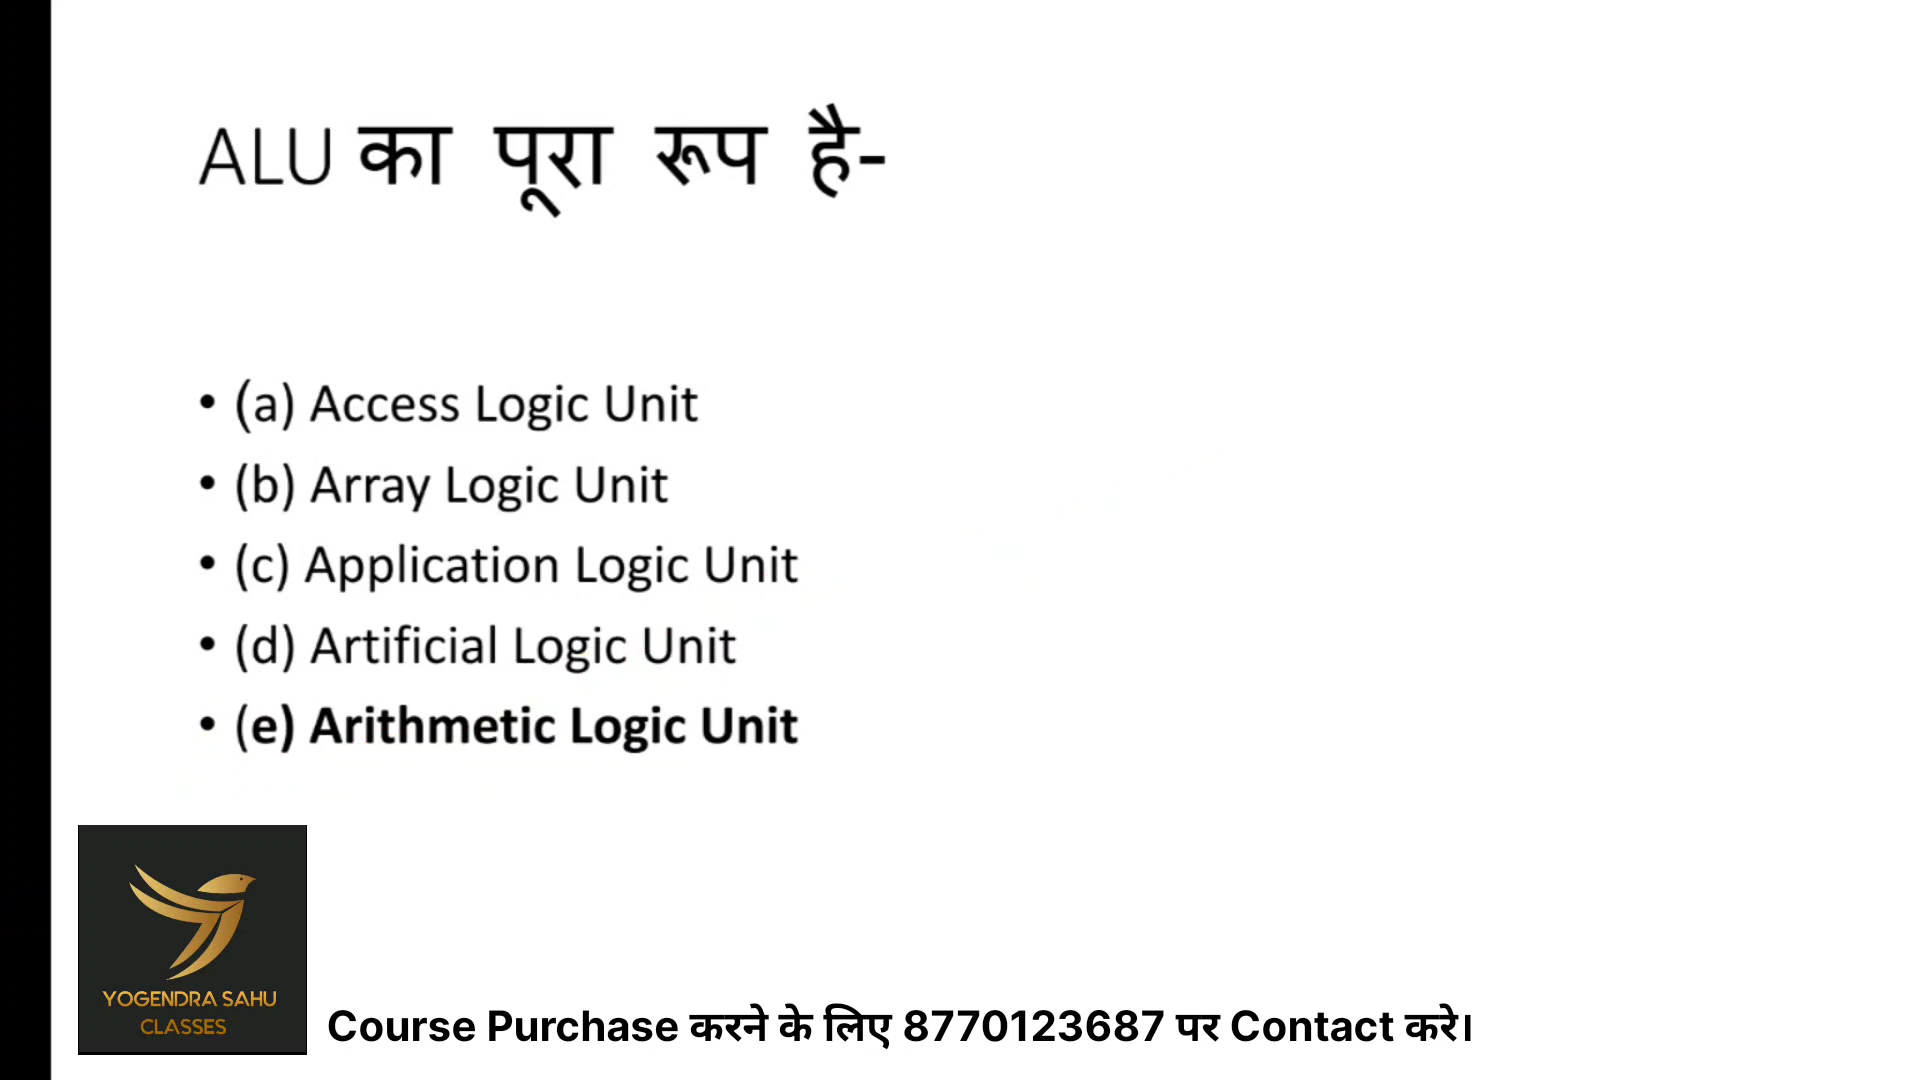 ALU का पूरा रूप है-
• (a) Access Logic Unit
• (b) Array Logic Unit
• (c) Application Logic Unit
• (d) Artificial Logic Unit
• (e) Arithmetic Logic Unit
YOGENDRA SAHU
CLASSES
Course Purchase करने के लिए 8770123687 पर Contact करे।